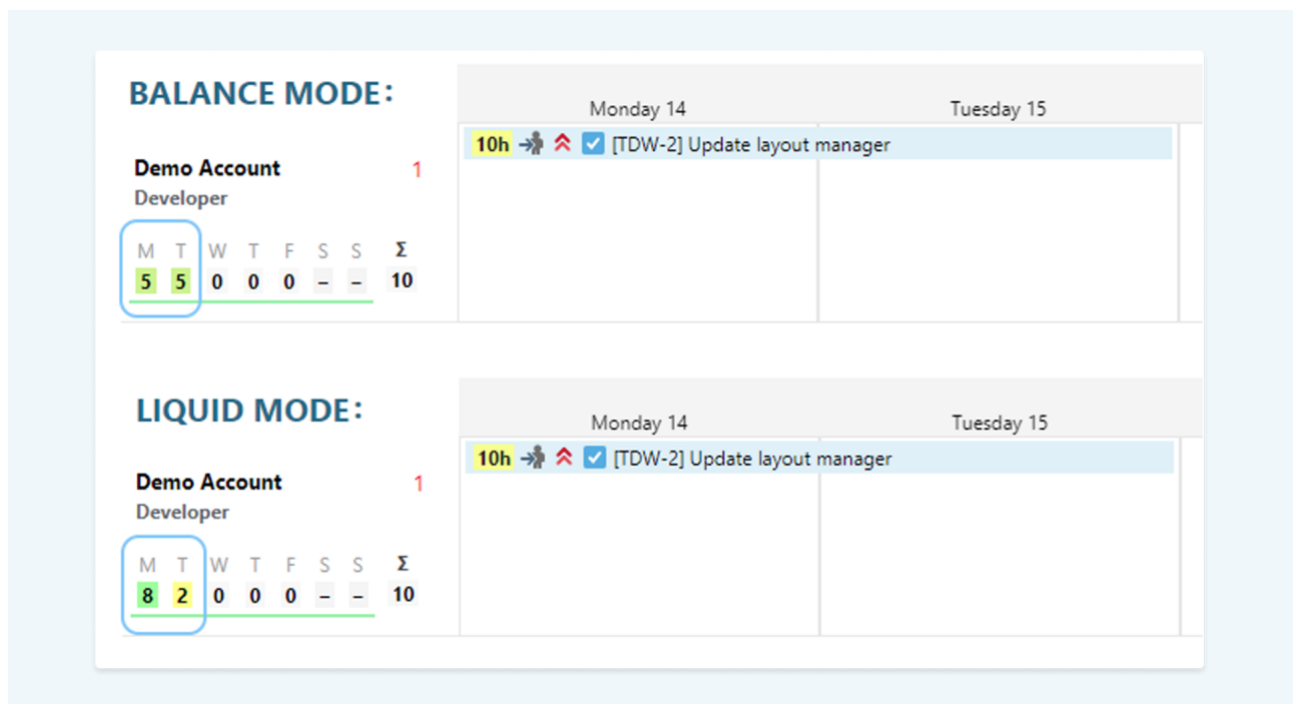 BALANCE MODE:
Monday 14 Tuesday 15
10h [TDW-2] Update layout manager
Demo Account 1
Developer
M T W T F S S Σ
5 5 0 0 0 – – 10
LIQUID MODE:
Monday 14 Tuesday 15
10h [TDW-2] Update layout manager
Demo Account 1
Developer
M T W T F S S Σ
8 2 0 0 0 – – 10